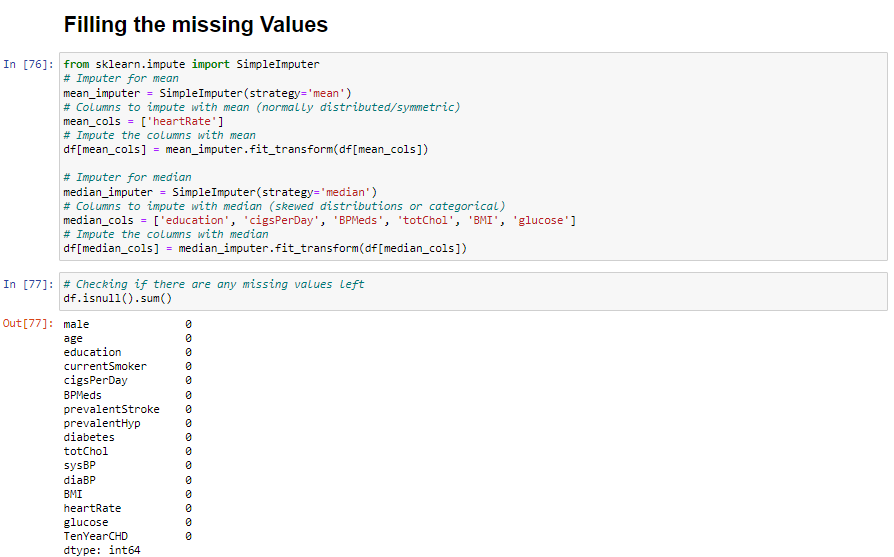 Filling the missing Values
In [76]: from sklearn.impute import SimpleImputer
# Imputer for mean
mean_imputer = SimpleImputer(strategy='mean')
# Columns to impute with mean (normally distributed/symmetric)
mean_cols = ['heartRate']
# Impute the columns with mean
df[mean_cols] = mean_imputer.fit_transform(df[mean_cols])

# Imputer for median
median_imputer = SimpleImputer(strategy='median')
# Columns to impute with median (skewed distributions or categorical)
median_cols = ['education', 'cigsPerDay', 'BPMeds', 'totChol', 'BMI', 'glucose']
# Impute the columns with median
df[median_cols] = median_imputer.fit_transform(df[median_cols])
In [77]: # Checking if there are any missing values left
df.isnull().sum()
Out[77]: male 0
age 0
education 0
currentSmoker 0
cigsPerDay 0
BPMeds 0
prevalentStroke 0
prevalentHyp 0
diabetes 0
totChol 0
sysBP 0
diaBP 0
BMI 0
heartRate 0
glucose 0
TenYearCHD 0
dtype: int64